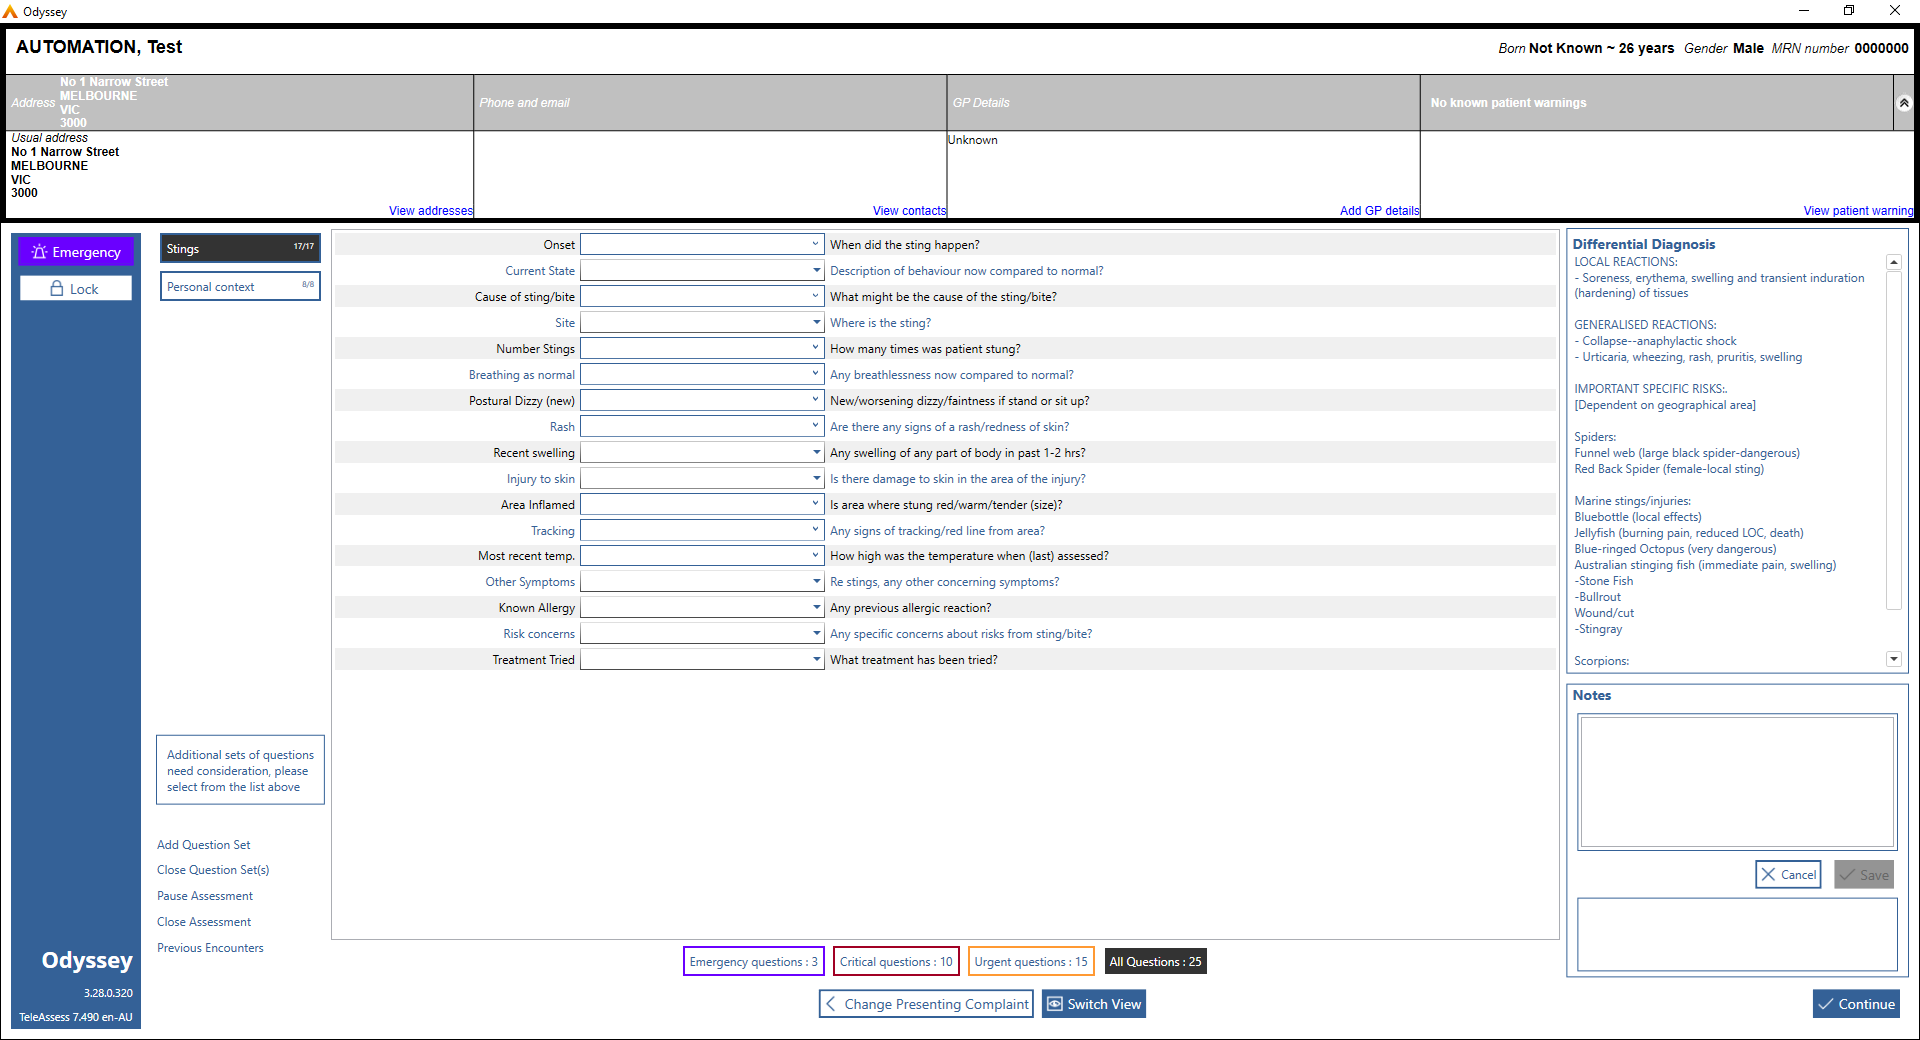 Odyssey
AUTOMATION, Test
Born Not Known ~ 26 years Gender Male MRN number 0000000
Address No 1 Narrow Street
MELBOURNE
VIC
3000
Phone and email
GP Details
No known patient warnings
Usual address
No 1 Narrow Street
MELBOURNE
VIC
3000
Unknown
View addresses
View contacts
Add GP details
View patient warning
Emergency
Lock
Stings 17/17
Personal context 8/8
Onset When did the sting happen?
Current State Description of behaviour now compared to normal?
Cause of sting/bite What might be the cause of the sting/bite?
Site Where is the sting?
Number Stings How many times was patient stung?
Breathing as normal Any breathlessness now compared to normal?
Postural Dizzy (new) New/worsening dizzy/faintness if stand or sit up?
Rash Are there any signs of a rash/redness of skin?
Recent swelling Any swelling of any part of body in past 1-2 hrs?
Injury to skin Is there damage to skin in the area of the injury?
Area Inflamed Is area where stung red/warm/tender (size)?
Tracking Any signs of tracking/red line from area?
Most recent temp. How high was the temperature when (last) assessed?
Other Symptoms Re stings, any other concerning symptoms?
Known Allergy Any previous allergic reaction?
Risk concerns Any specific concerns about risks from sting/bite?
Treatment Tried What treatment has been tried?
Differential Diagnosis
LOCAL REACTIONS:
- Soreness, erythema, swelling and transient induration
(hardening) of tissues
GENERALISED REACTIONS:
- Collapse--anaphylactic shock
- Urticaria, wheezing, rash, pruritis, swelling
IMPORTANT SPECIFIC RISKS:.
[Dependent on geographical area]
Spiders:
Funnel web (large black spider-dangerous)
Red Back Spider (female-local sting)
Marine stings/injuries:
Bluebottle (local effects)
Jellyfish (burning pain, reduced LOC, death)
Blue-ringed Octopus (very dangerous)
Australian stinging fish (immediate pain, swelling)
-Stone Fish
-Bullrout
Wound/cut
-Stingray
Scorpions:
Notes
Cancel
Save
Additional sets of questions
need consideration, please
select from the list above
Add Question Set
Close Question Set(s)
Pause Assessment
Close Assessment
Previous Encounters
Odyssey
3.28.0.320
TeleAssess 7.490 en-AU
Emergency questions : 3
Critical questions : 10
Urgent questions : 15
All Questions : 25
Change Presenting Complaint
Switch View
Continue